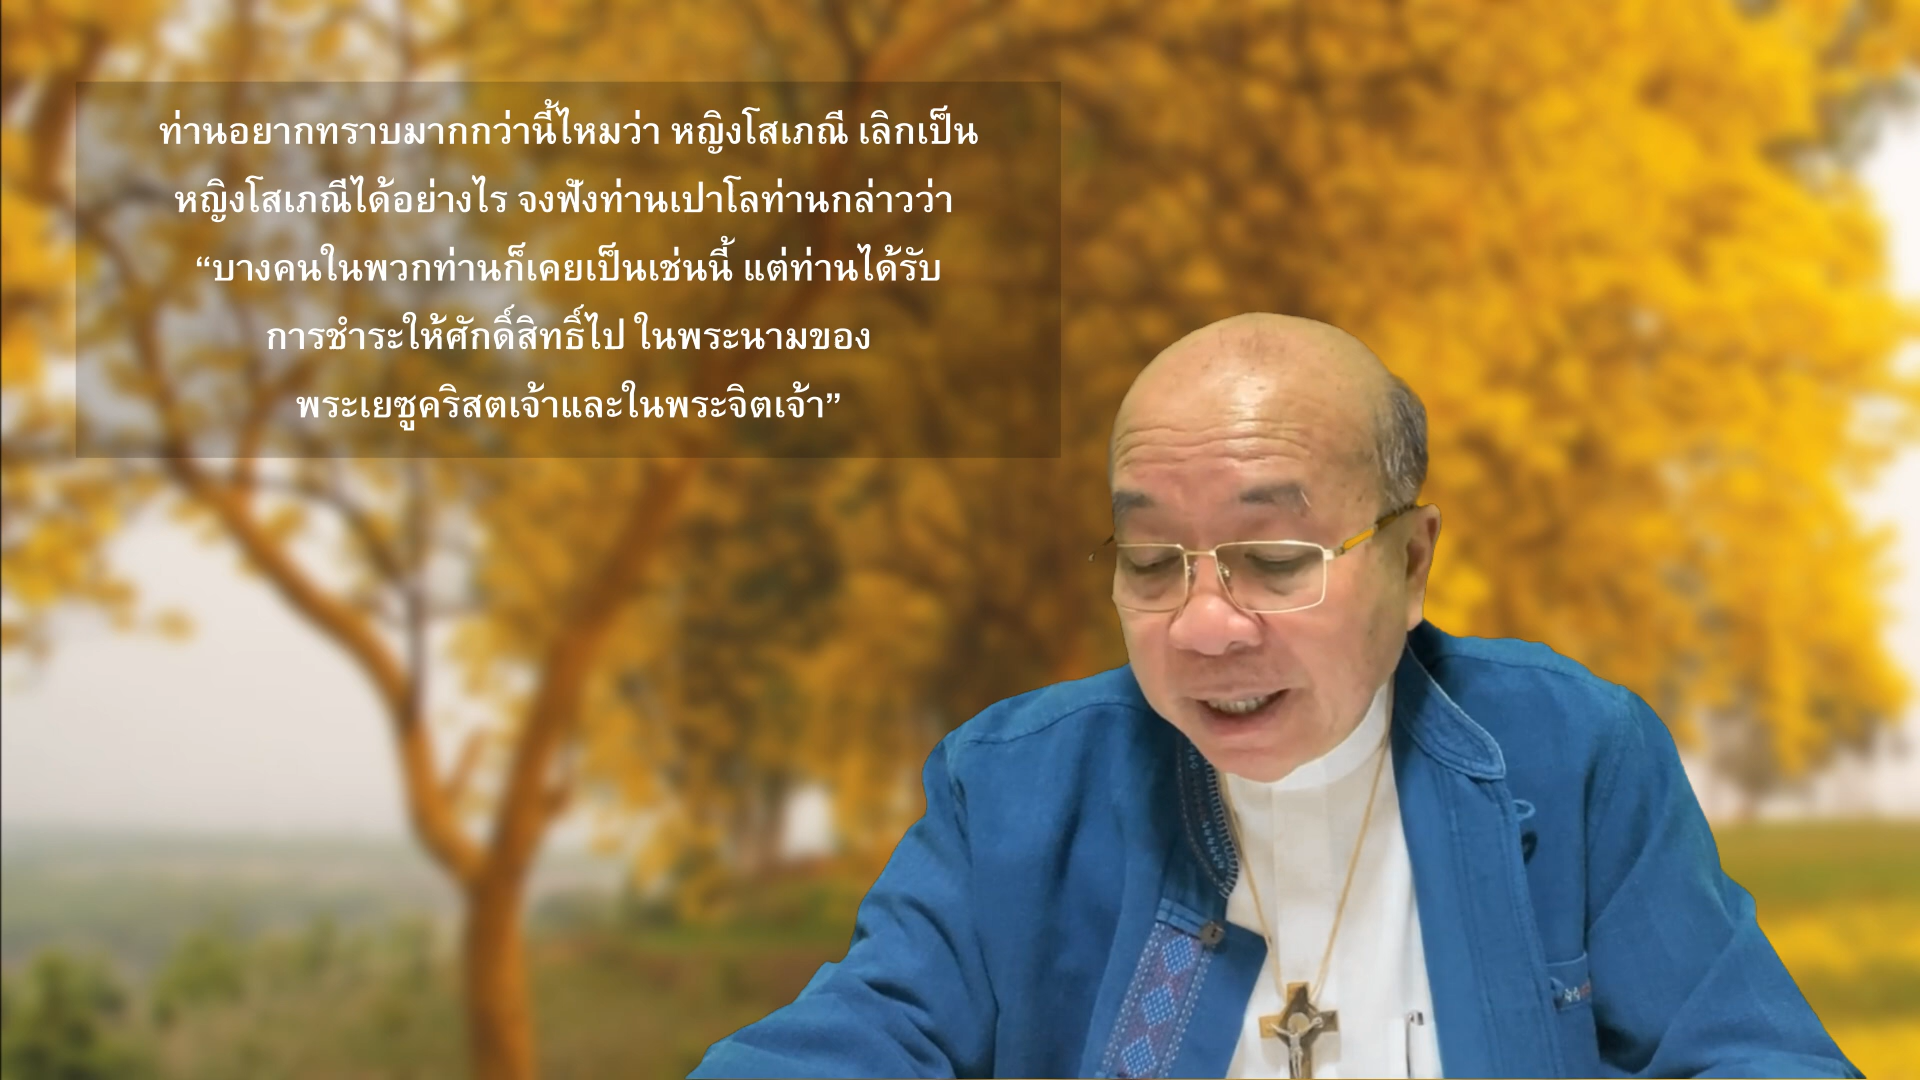 ท่านอยากทราบมากกว่านี้ไหมว่า หญิงโสเภณี เลิกเป็น
หญิงโสเภณีได้อย่างไร จงฟังท่านเปาโลท่านกล่าวว่า
“บางคนในพวกท่านก็เคยเป็นเช่นนี้ แต่ท่านได้รับ
การชำระให้ศักดิ์สิทธิ์ไป ในพระนามของ
พระเยซูคริสตเจ้าและในพระจิตเจ้า”